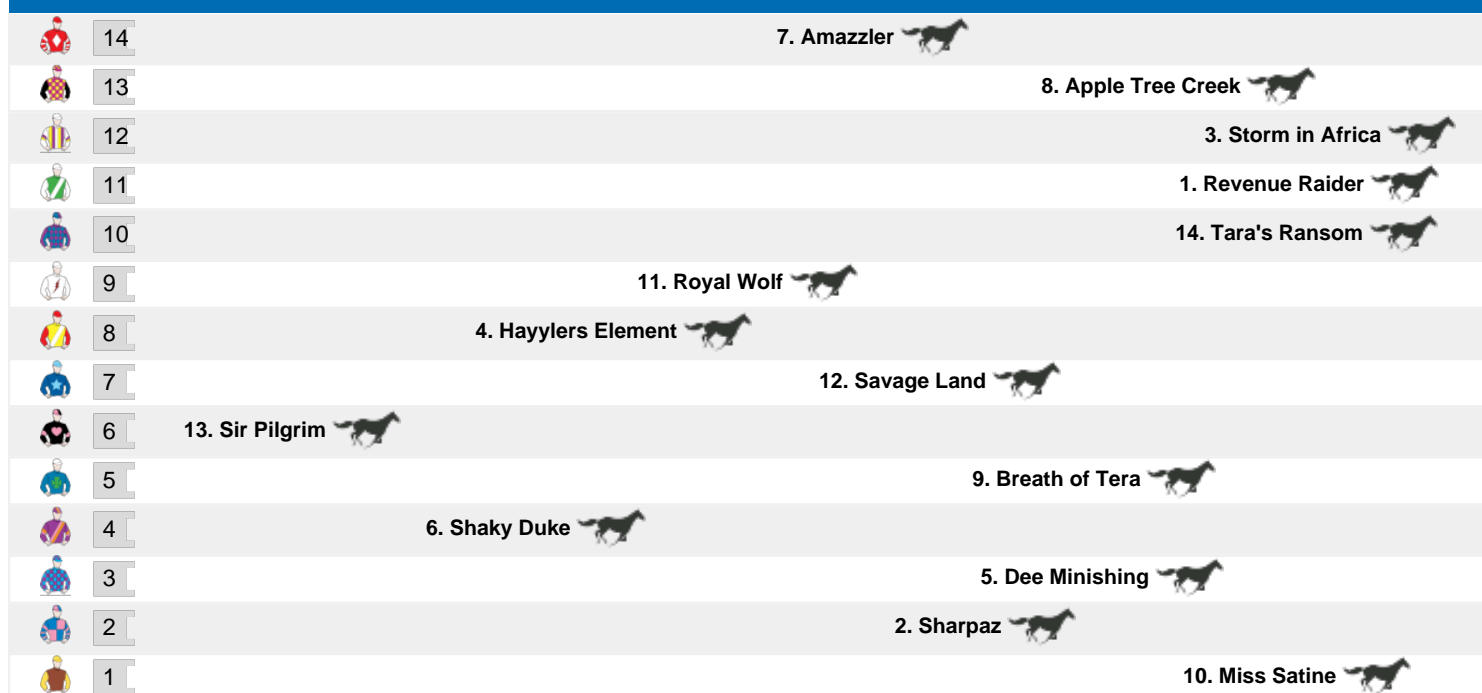 14 7. Amazzler
13 8. Apple Tree Creek
12 3. Storm in Africa
11 1. Revenue Raider
10 14. Tara's Ransom
9 11. Royal Wolf
8 4. Hayylers Element
7 12. Savage Land
6 13. Sir Pilgrim
5 9. Breath of Tera
4 6. Shaky Duke
3 5. Dee Minishing
2 2. Sharpaz
1 10. Miss Satine